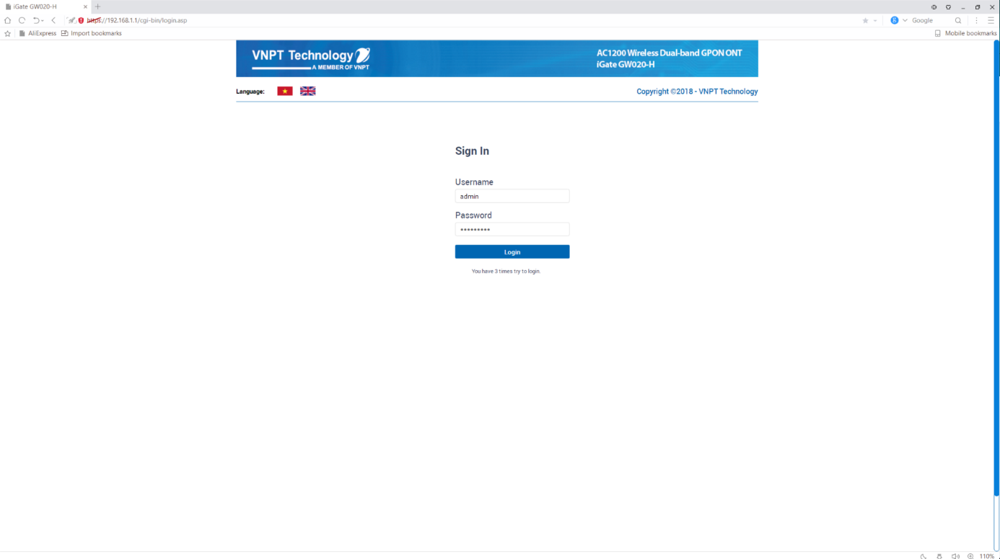 iGate GW020-H
https://192.168.1.1/cgi-bin/login.asp
Google
AliExpress
Import bookmarks
Mobile bookmarks
VNPT Technology
A MEMBER OF VNPT
AC1200 Wireless Dual-band GPON ONT
iGate GW020-H
Language:
Copyright ©2018 - VNPT Technology
Sign In
Username
admin
Password
•••••••••
Login
You have 3 times try to login.
110%